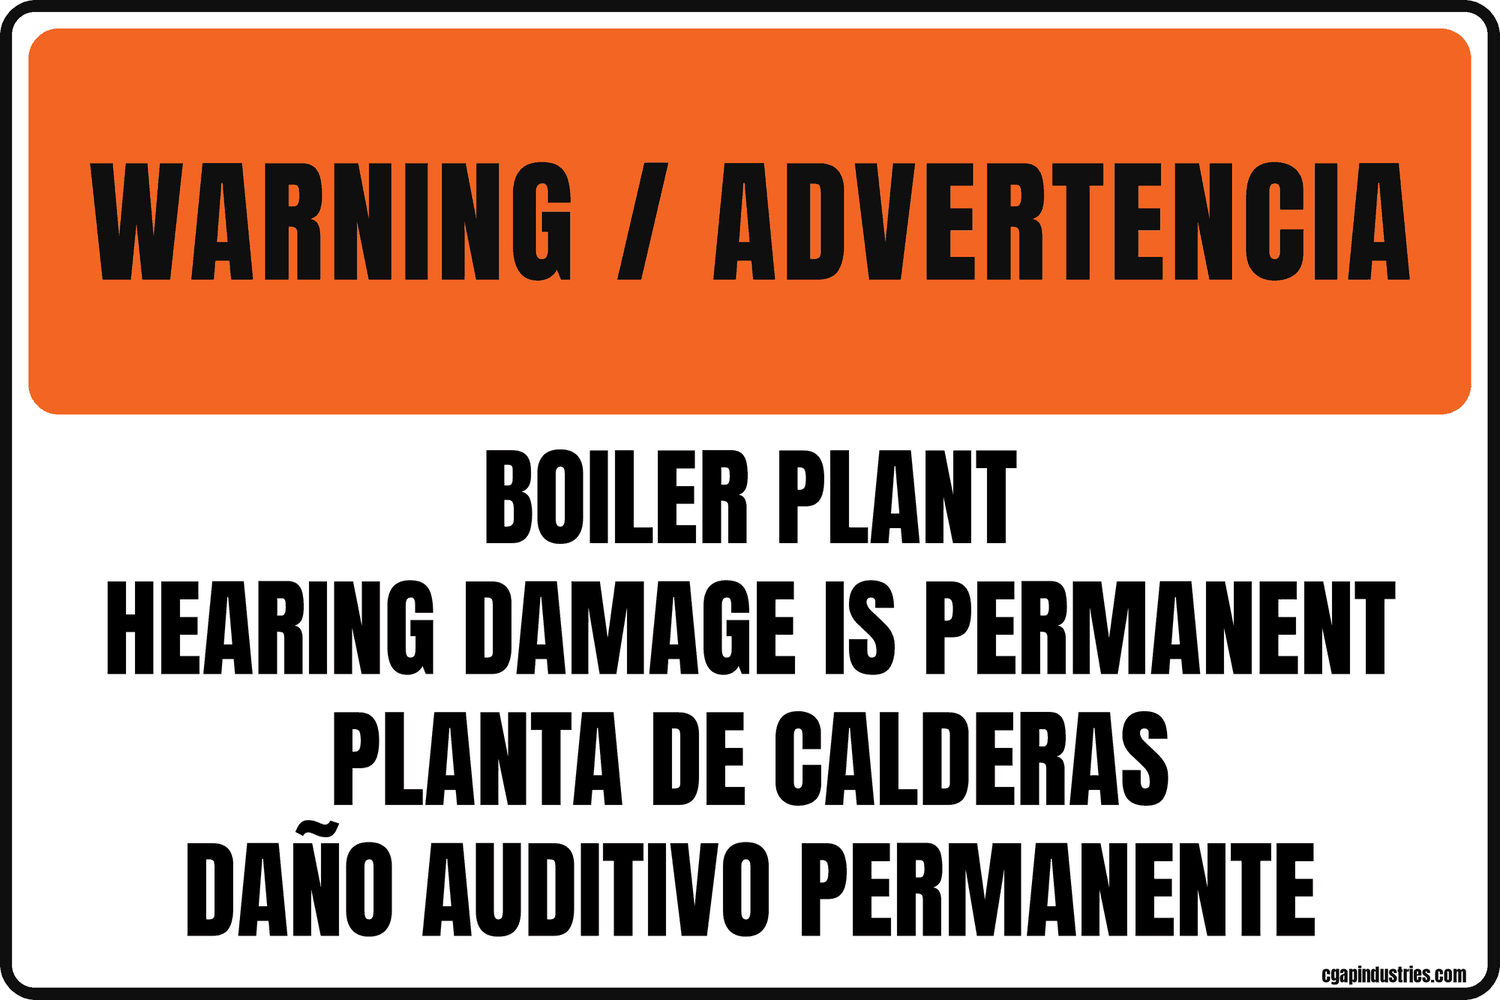 WARNING / ADVERTENCIA
BOILER PLANT
HEARING DAMAGE IS PERMANENT
PLANTA DE CALDERAS
DAÑO AUDITIVO PERMANENTE
cgapindustries.com